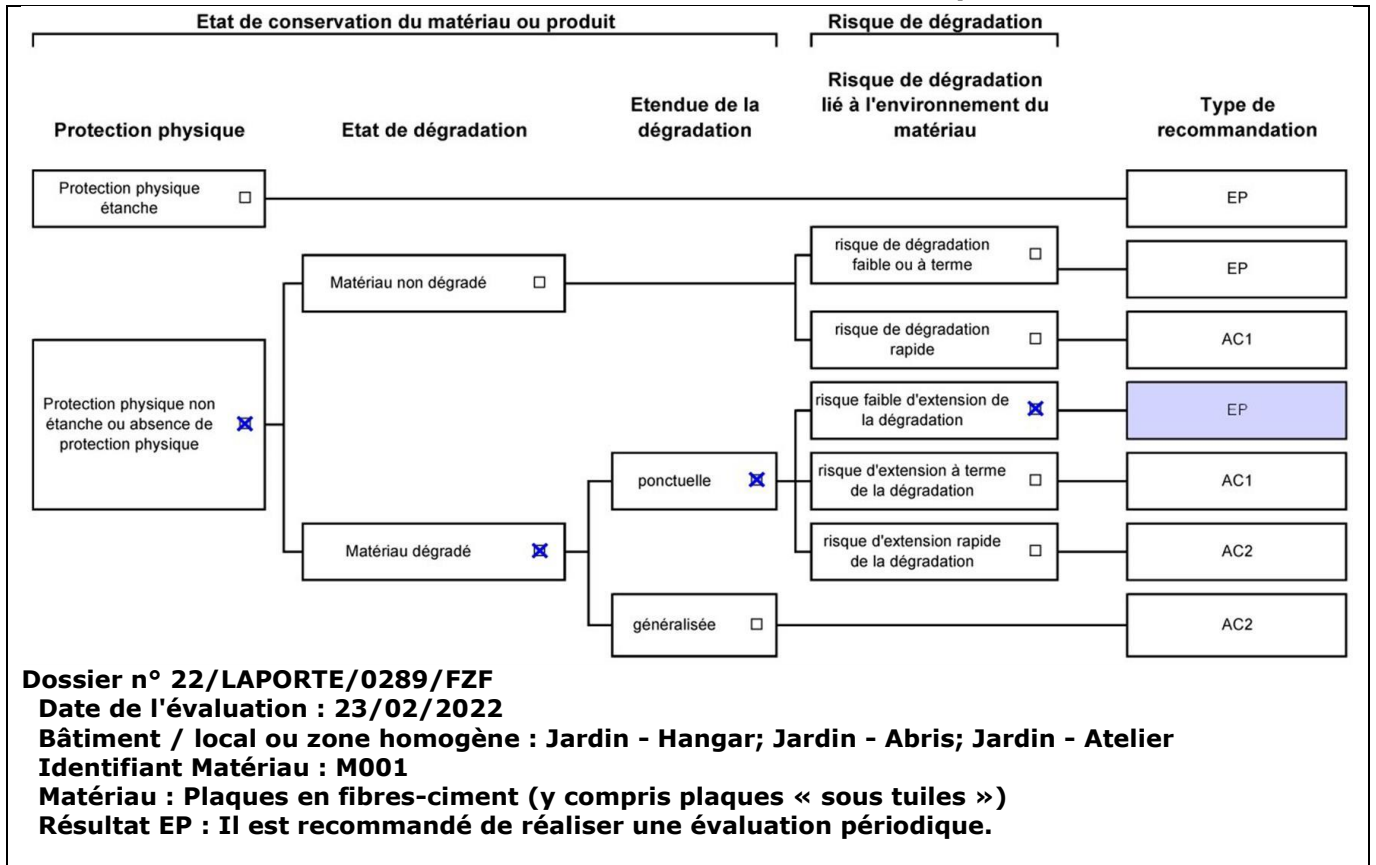 Etat de conservation du matériau ou produit
Risque de dégradation
Protection physique
Etat de dégradation
Etendue de la
dégradation
Risque de dégradation
lié à l'environnement du
matériau
Type de
recommandation
Protection physique
étanche
EP
risque de dégradation
faible ou à terme
EP
Matériau non dégradé
risque de dégradation
rapide
AC1
Protection physique non
étanche ou absence de
protection physique
risque faible d'extension de
la dégradation
EP
ponctuelle
risque d'extension à terme
de la dégradation
AC1
Matériau dégradé
risque d'extension rapide
de la dégradation
AC2
généralisée
AC2
Dossier n° 22/LAPORTE/0289/FZF
Date de l'évaluation : 23/02/2022
Bâtiment / local ou zone homogène : Jardin - Hangar; Jardin - Abris; Jardin - Atelier
Identifiant Matériau : M001
Matériau : Plaques en fibres-ciment (y compris plaques « sous tuiles »)
Résultat EP : Il est recommandé de réaliser une évaluation périodique.